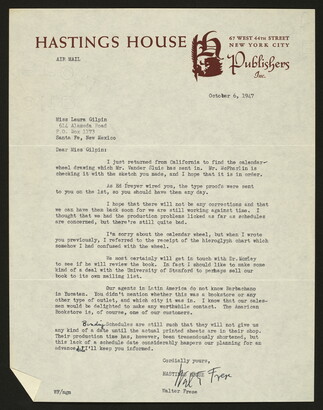 HASTINGS HOUSE
67 WEST 44TH STREET
NEW YORK CITY
Publishers
Inc.
AIR MAIL
October 6, 1947
Miss Laura Gilpin
Alameda Road
P.O. Box
Santa Fe, New Mexico
Dear Miss Gilpin:
I just returned from California to find the calendar-
wheel drawing which Mr. Vander Sluis has sent in. Mr. McFarlin is
checking it with the sketch you made, and I hope that it is in order.
As Ed Freyer wired you, the type proofs were sent
to you on the 1st, so you should have them any day.
I hope that there will not be any corrections and that
we can have them back soon for we are still working against time. I
thought that we had the production problems licked so far as schedules
are concerned, but there're still quite bad.
I'm sorry about the calendar wheel, but when I wrote
you previously, I referred to the receipt of the hieroglyph chart which
somehow I had confused with the wheel.
We most certainly will get in touch with Dr. Morley
to see if he will review the book. In fact I should like to make some
kind of a deal with the University of Stanford to perhaps sell our
book to its own mailing list.
Our agents in Latin America do not know
in Yucatan. You didn't mention whether this was a bookstore or any
other type of outlet, and which city it was in. I know that our sales-
men would be delighted to make any worthwhile contact. The American
Bookstore is, of course, one of our customers.
Binding Schedules are still such that they will not give us
any kind of a date until the actual printed sheets are in their shop.
Their production time has, however, been tremendously shortened, but
this lack of a schedule date considerably hampers our planning for an
advance. I'll keep you informed.
Cordially yours,
HASTINGS HOUSE
Walter Frese
WF/mgm
Walter Frese